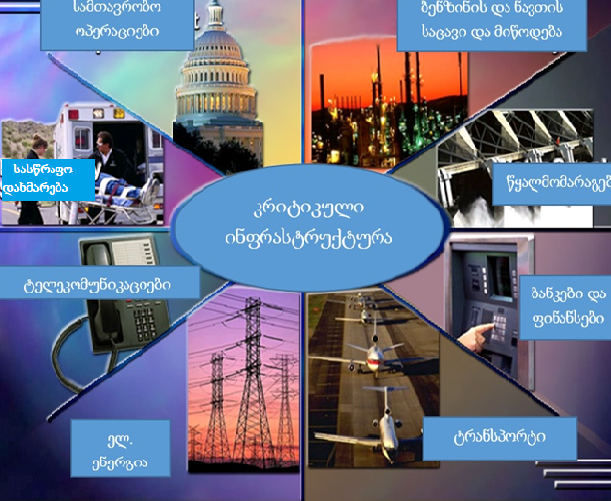 სამთავრობო
ოპერაციები
ბენზინის და ნავთის
საცავი და მიწოდება
სასწრაფო
დახმარება
წყალმომარაგებ
კრიტიკული
ინფრასტრუქტურა
ტელეკომუნიკაციები
ბანკები და
ფინანსები
ელ.
ენერგია
ტრანსპორტი